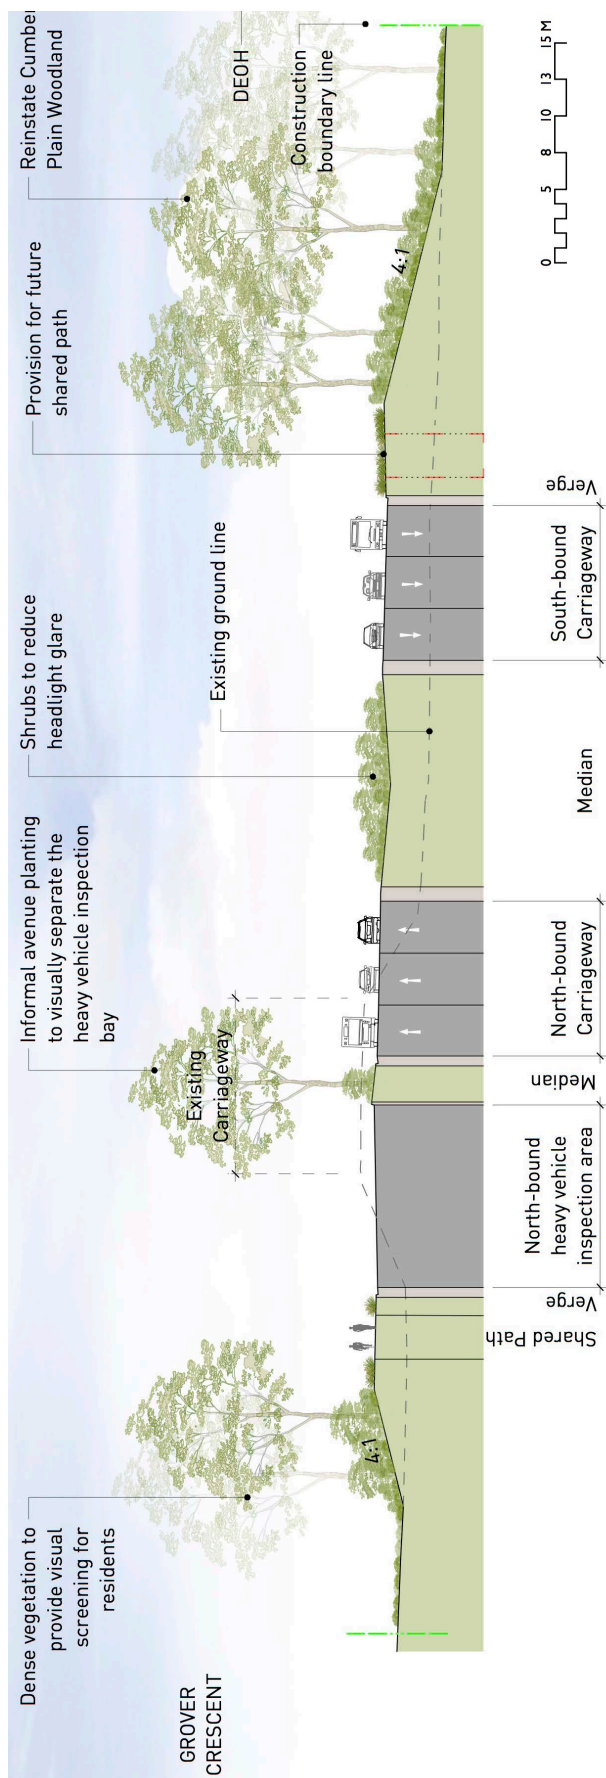 GROVER
CRESCENT
Dense vegetation to
provide visual
screening for
residents
Informal avenue planting
to visually separate the
heavy vehicle inspection
bay
Shrubs to reduce
headlight glare
Provision for future
shared path
Reinstate Cumber
Plain Woodland
Existing
Carriageway
Existing ground line
DEOH
Construction
boundary line
4:1
4:1
Shared Path
Verge
North-bound
heavy vehicle
inspection area
Median
North-bound
Carriageway
Median
South-bound
Carriageway
Verge
0 5 8 10 13 15 M